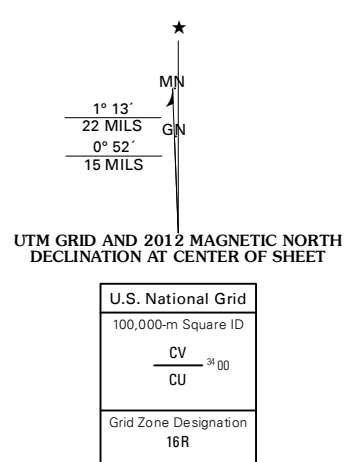 ★
MN
1° 13´
22 MILS
GN
0° 52´
15 MILS
UTM GRID AND 2012 MAGNETIC NORTH
DECLINATION AT CENTER OF SHEET
U.S. National Grid
100,000-m Square ID
CV
34 00
CU
Grid Zone Designation
16R